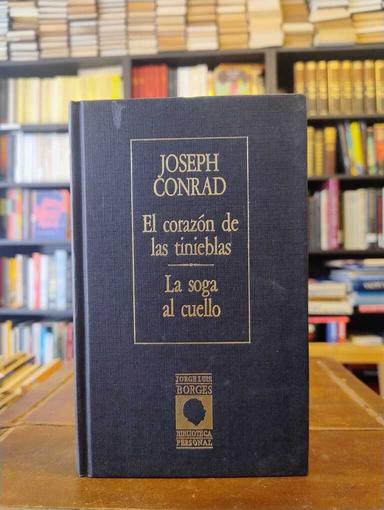 JOSEPH
CONRAD
El corazón de
las tinieblas
La soga
al cuello
JORGE LUIS
BORGES
BIBLIOTECA
PERSONAL